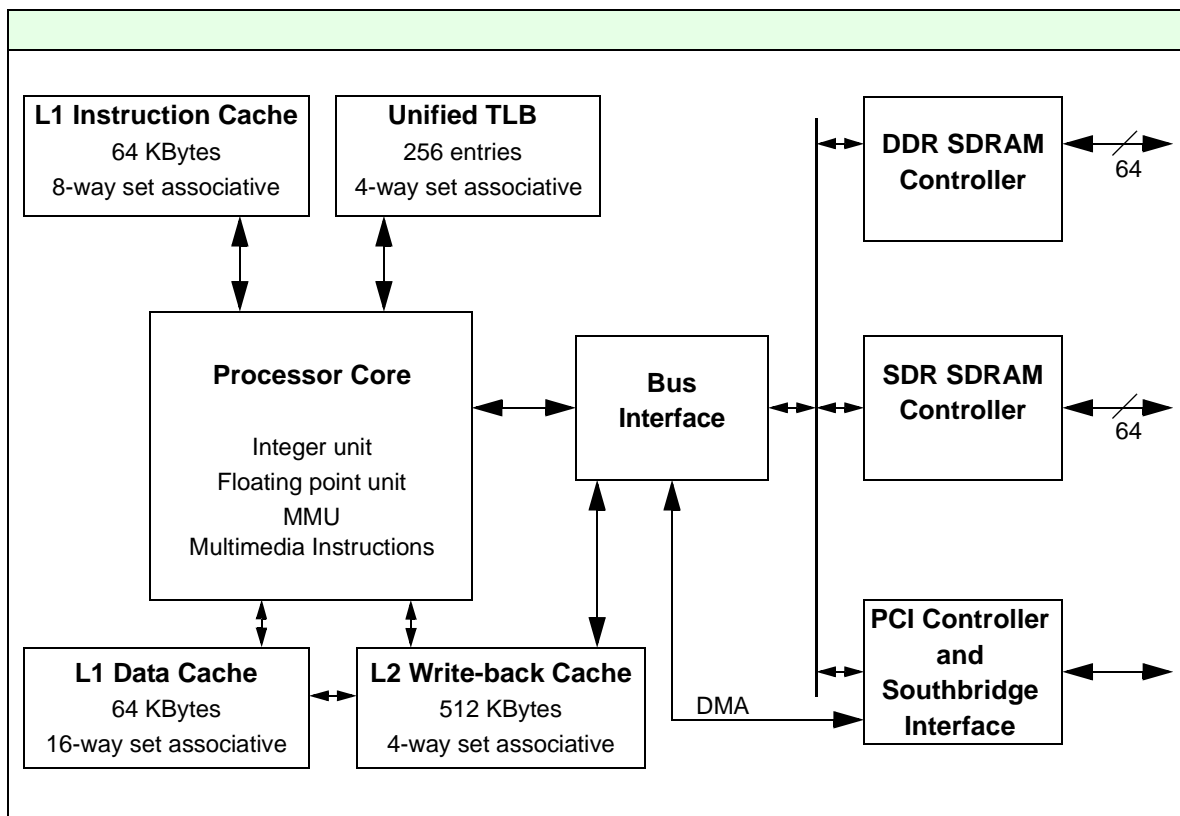 L1 Instruction Cache
64 KBytes
8-way set associative
Unified TLB
256 entries
4-way set associative
DDR SDRAM
Controller
64
Processor Core
Integer unit
Floating point unit
MMU
Multimedia Instructions
Bus
Interface
SDR SDRAM
Controller
64
L1 Data Cache
64 KBytes
16-way set associative
L2 Write-back Cache
512 KBytes
4-way set associative
DMA
PCI Controller
and
Southbridge
Interface